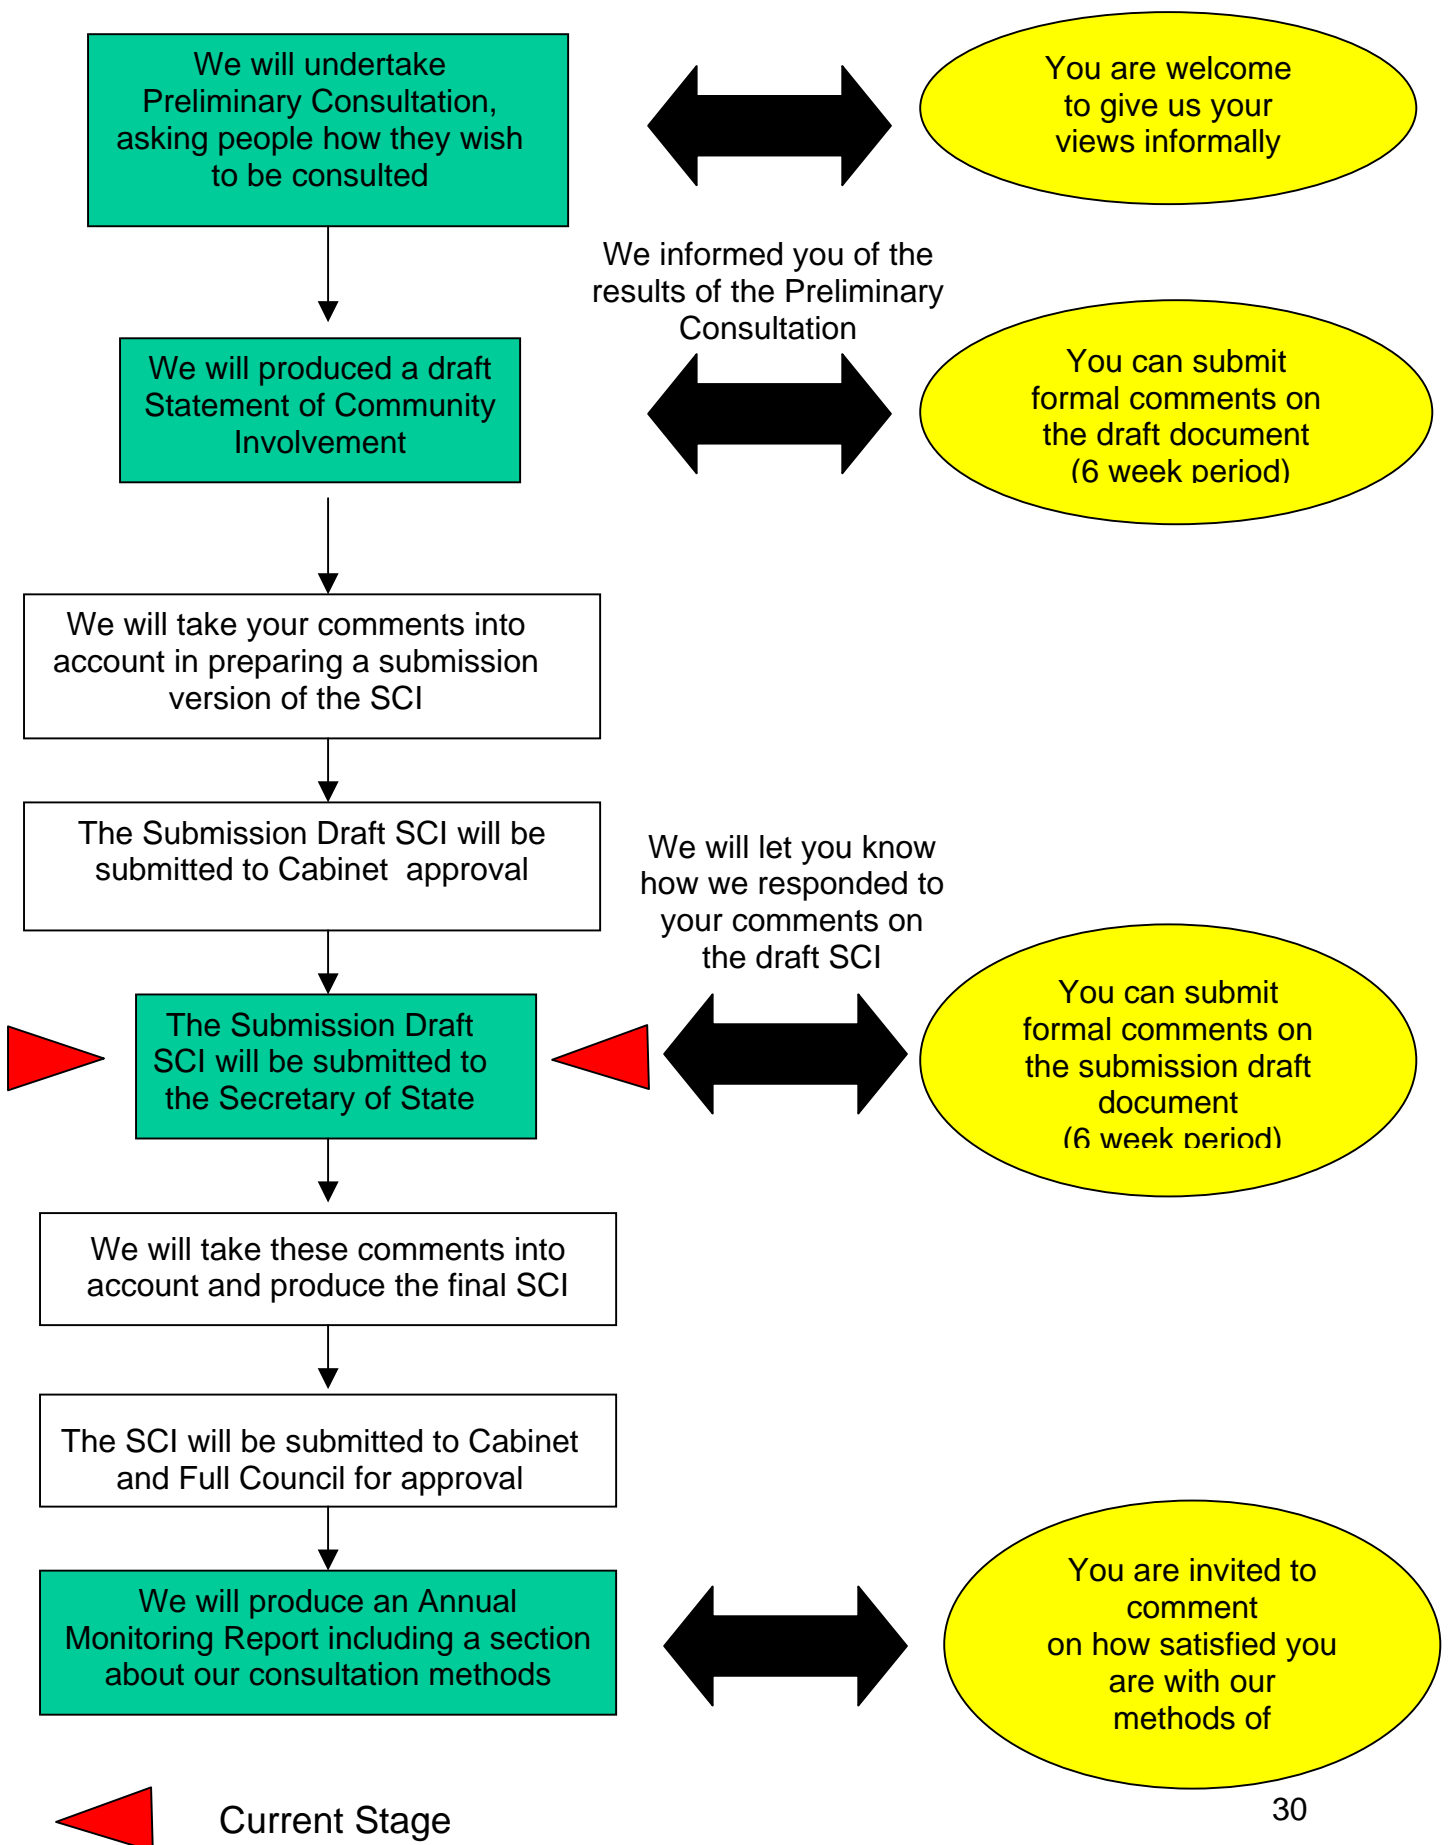 We will undertake
Preliminary Consultation,
asking people how they wish
to be consulted
You are welcome
to give us your
views informally
We informed you of the
results of the Preliminary
Consultation
We will produced a draft
Statement of Community
Involvement
You can submit
formal comments on
the draft document
(6 week period)
We will take your comments into
account in preparing a submission
version of the SCI
The Submission Draft SCI will be
submitted to Cabinet  approval
We will let you know
how we responded to
your comments on
the draft SCI
The Submission Draft
SCI will be submitted to
the Secretary of State
You can submit
formal comments on
the submission draft
document
(6 week period)
We will take these comments into
account and produce the final SCI
The SCI will be submitted to Cabinet
and Full Council for approval
We will produce an Annual
Monitoring Report including a section
about our consultation methods
You are invited to
comment
on how satisfied you
are with our
methods of
Current Stage
30